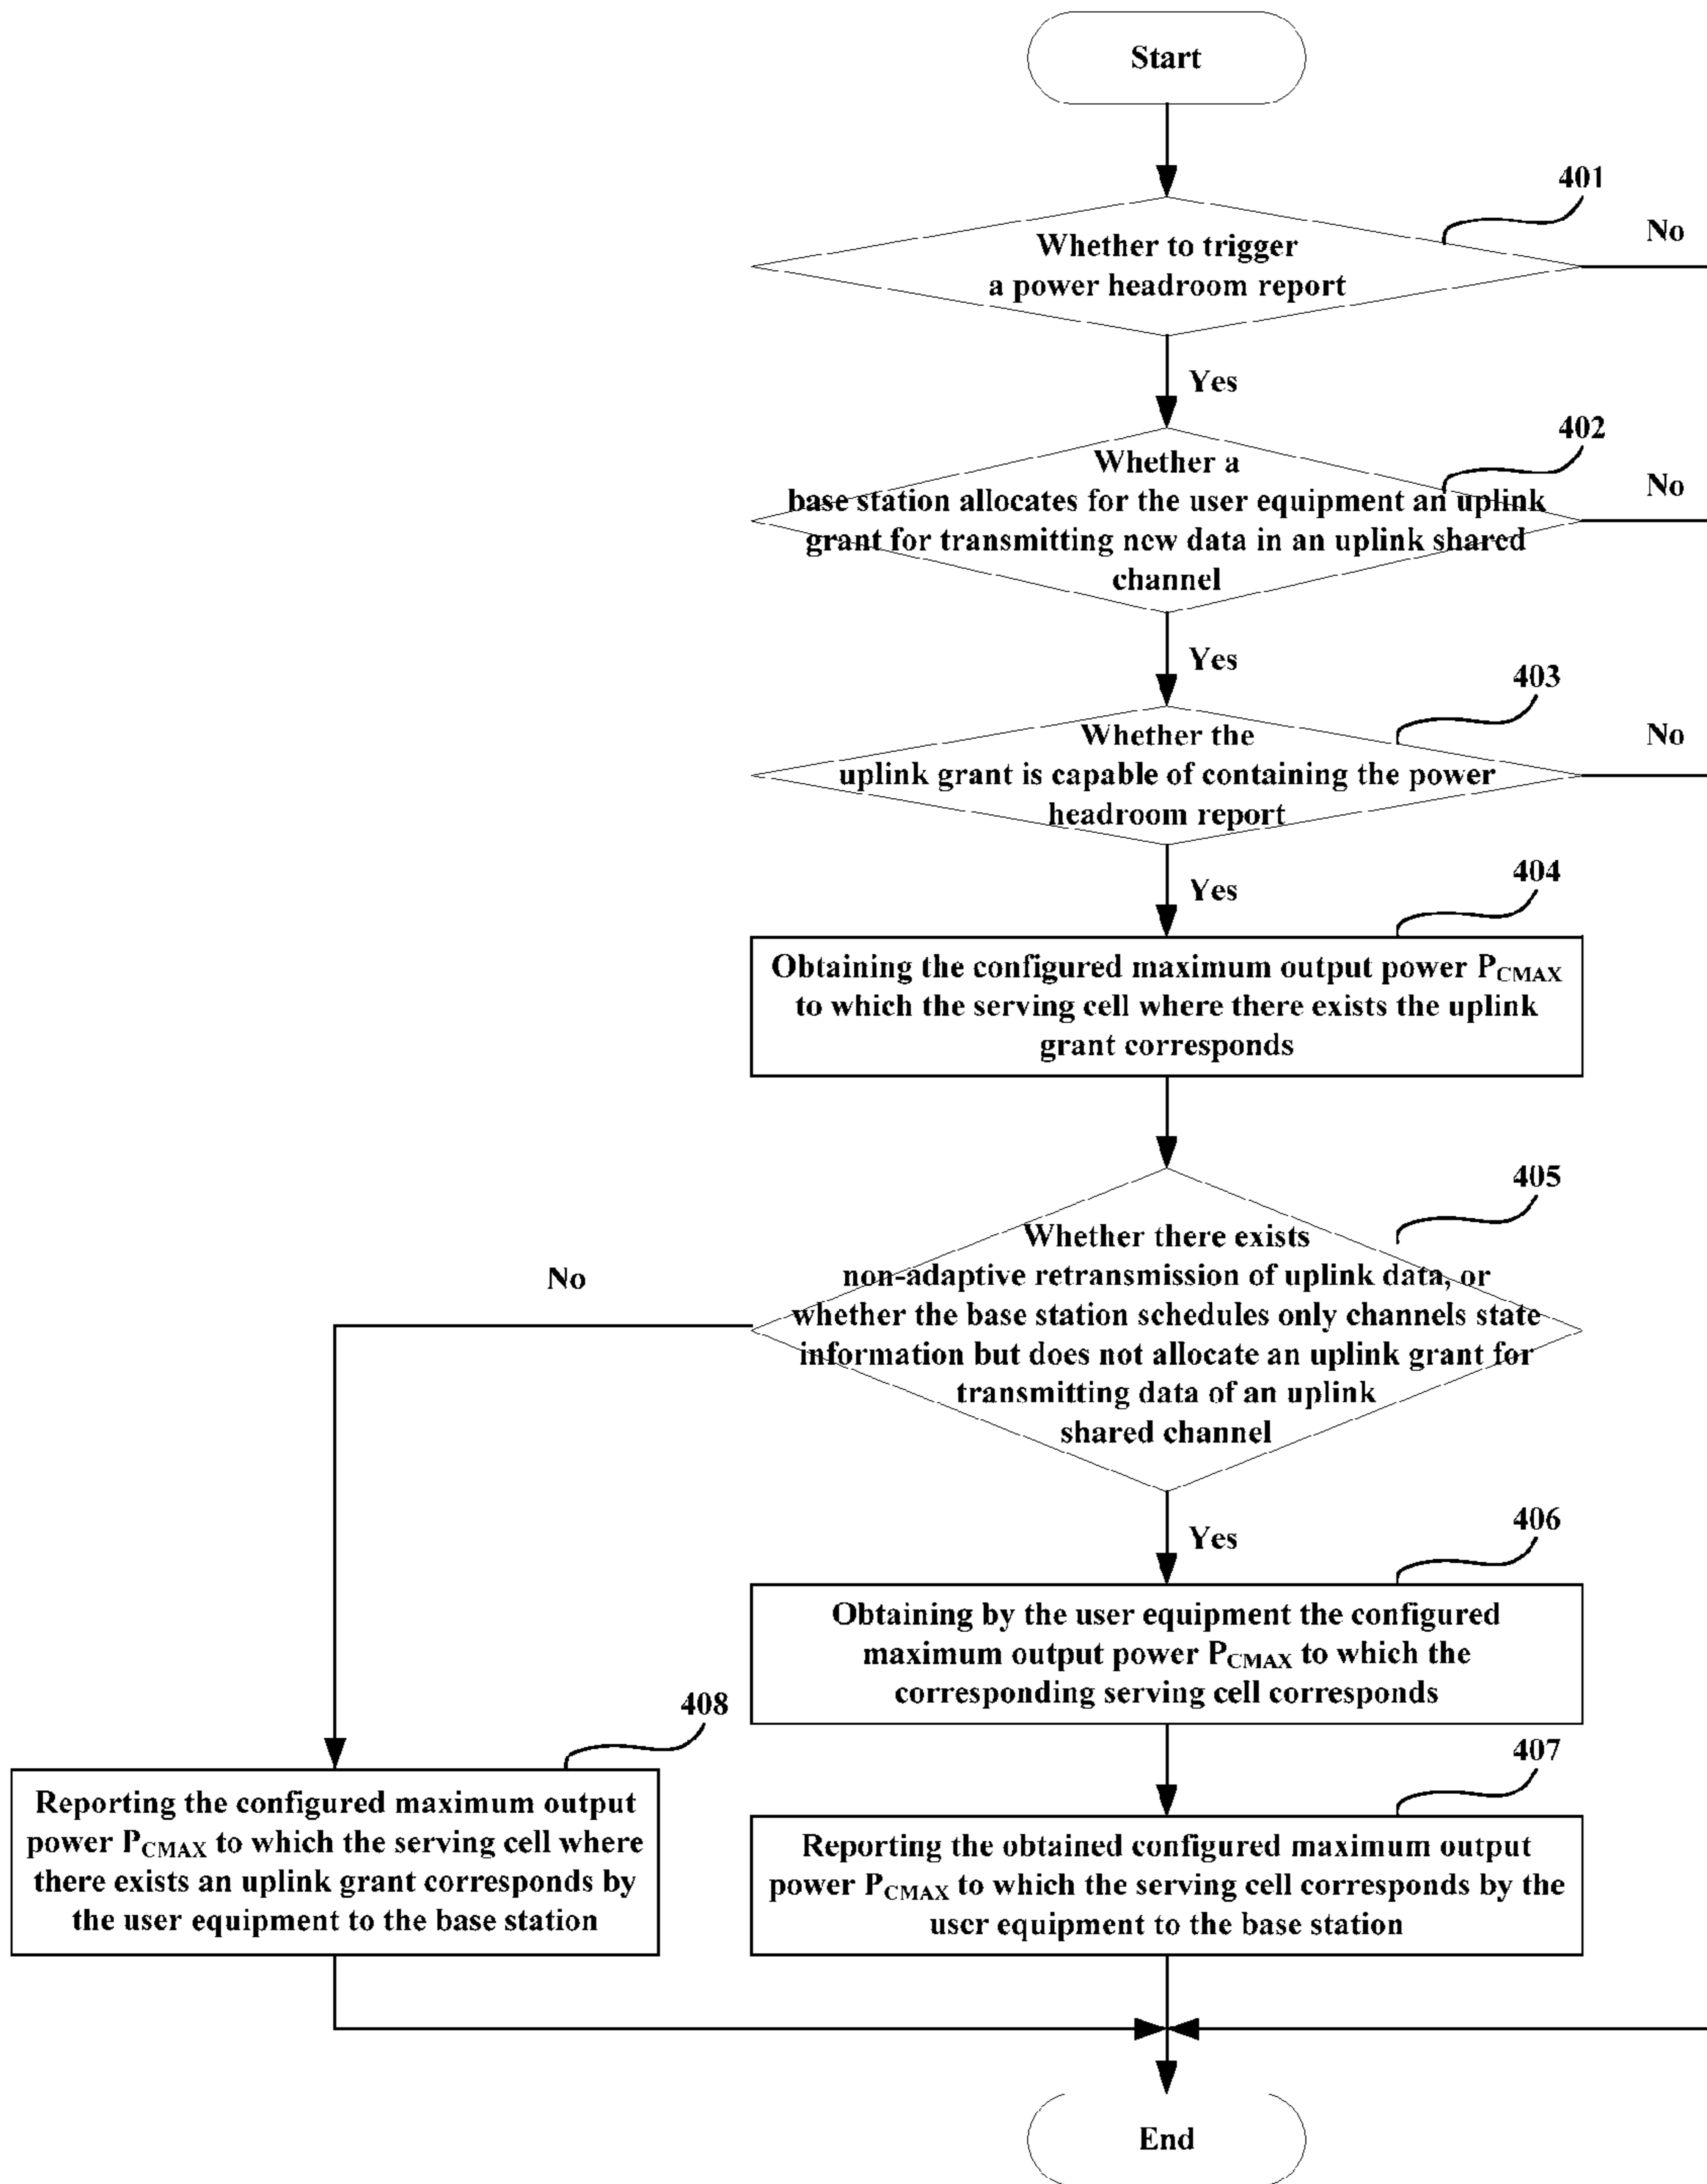 Start
401
No
Whether to trigger
a power headroom report
Yes
402
No
Whether a
base station allocates for the user equipment an uplink
grant for transmitting new data in an uplink shared
channel
Yes
403
No
Whether the
uplink grant is capable of containing the power
headroom report
Yes
404
Obtaining the configured maximum output power PCMAX
to which the serving cell where there exists the uplink
grant corresponds
405
No
Whether there exists
non-adaptive retransmission of uplink data, or
whether the base station schedules only channels state
information but does not allocate an uplink grant for
transmitting data of an uplink
shared channel
Yes
406
Obtaining by the user equipment the configured
maximum output power PCMAX to which the
corresponding serving cell corresponds
408
Reporting the configured maximum output
power PCMAX to which the serving cell where
there exists an uplink grant corresponds by
the user equipment to the base station
407
Reporting the obtained configured maximum output
power PCMAX to which the serving cell corresponds by the
user equipment to the base station
End